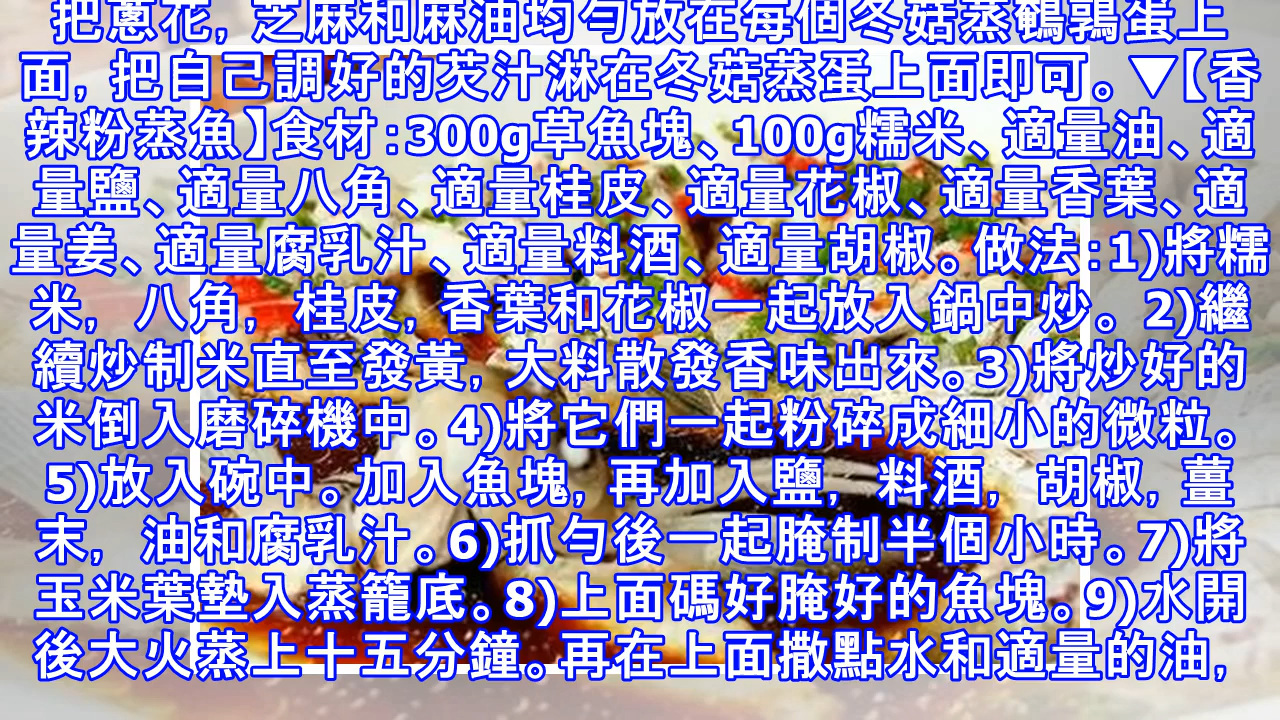 把蔥花, 芝麻和麻油均勻放在每個冬菇蒸鵪鶉蛋上
面, 把自己調好的芡汁淋在冬菇蒸蛋上面即可。▼【香
辣粉蒸魚】食材:300g草魚塊、100g糯米、適量油、適
量鹽、適量八角、適量桂皮、適量花椒、適量香葉、適
量姜、適量腐乳汁、適量料酒、適量胡椒。做法:1)將糯
米, 八角, 桂皮, 香葉和花椒一起放入鍋中炒。2)繼
續炒制米直至發黃, 大料散發香味出來。3)將炒好的
米倒入磨碎機中。4)將它們一起粉碎成細小的微粒。
5)放入碗中。加入魚塊, 再加入鹽, 料酒, 胡椒, 薑
末, 油和腐乳汁。6)抓勻後一起腌制半個小時。7)將
玉米葉墊入蒸籠底。8)上面碼好腌好的魚塊。9)水開
後大火蒸上十五分鐘。再在上面撒點水和適量的油,